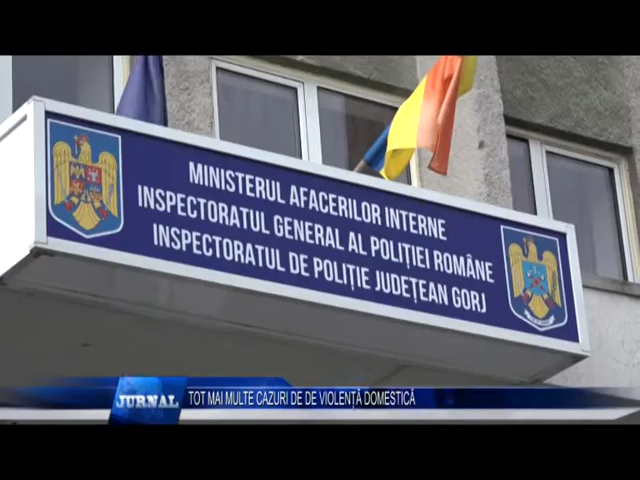 MINISTERUL AFACERILOR INTERNE
INSPECTORATUL GENERAL AL POLIȚIEI ROMÂNE
INSPECTORATUL DE POLIȚIE JUDEȚEAN GORJ
JURNAL
TOT MAI MULTE CAZURI DE DE VIOLENȚĂ DOMESTICĂ